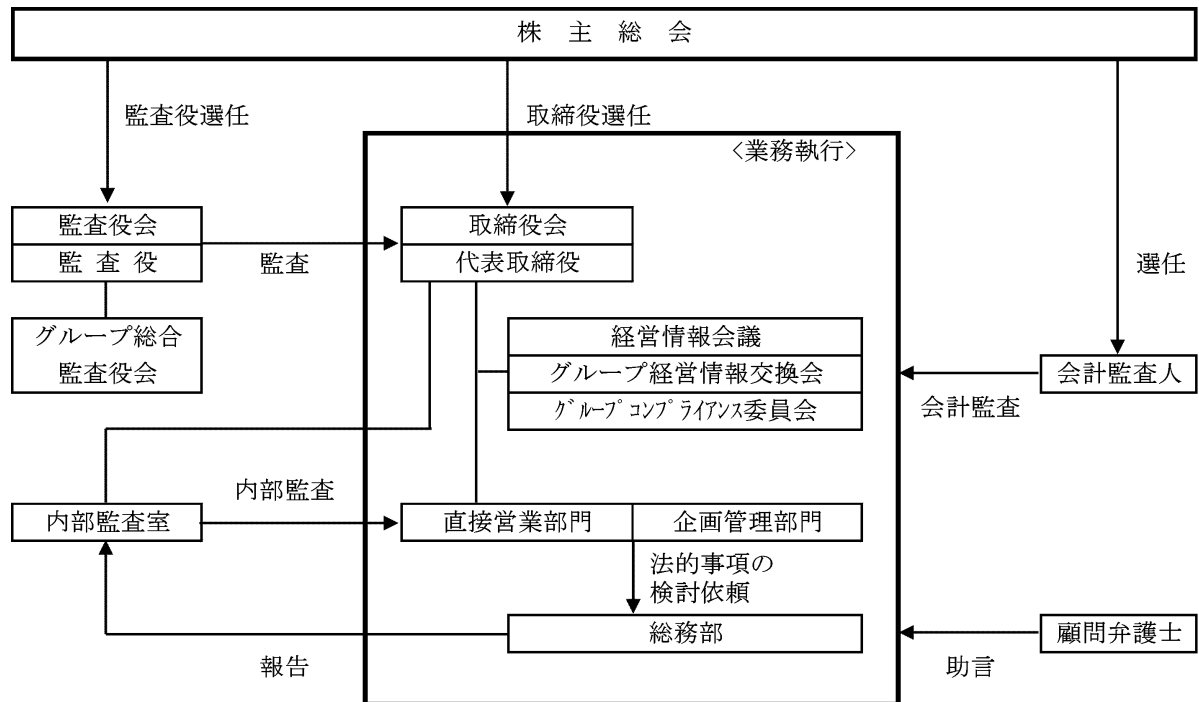 株 主 総 会
監査役選任
取締役選任
<業務執行>
監査役会
監 査 役
監査
取締役会
代表取締役
選任
グループ総合
監査役会
経営情報会議
グループ経営情報交換会
ｸﾞﾙｰﾌﾟｺﾝﾌﾟﾗｲｱﾝｽ委員会
会計監査人
会計監査
内部監査
内部監査室
直接営業部門
企画管理部門
法的事項の
検討依頼
総務部
顧問弁護士
報告
助言